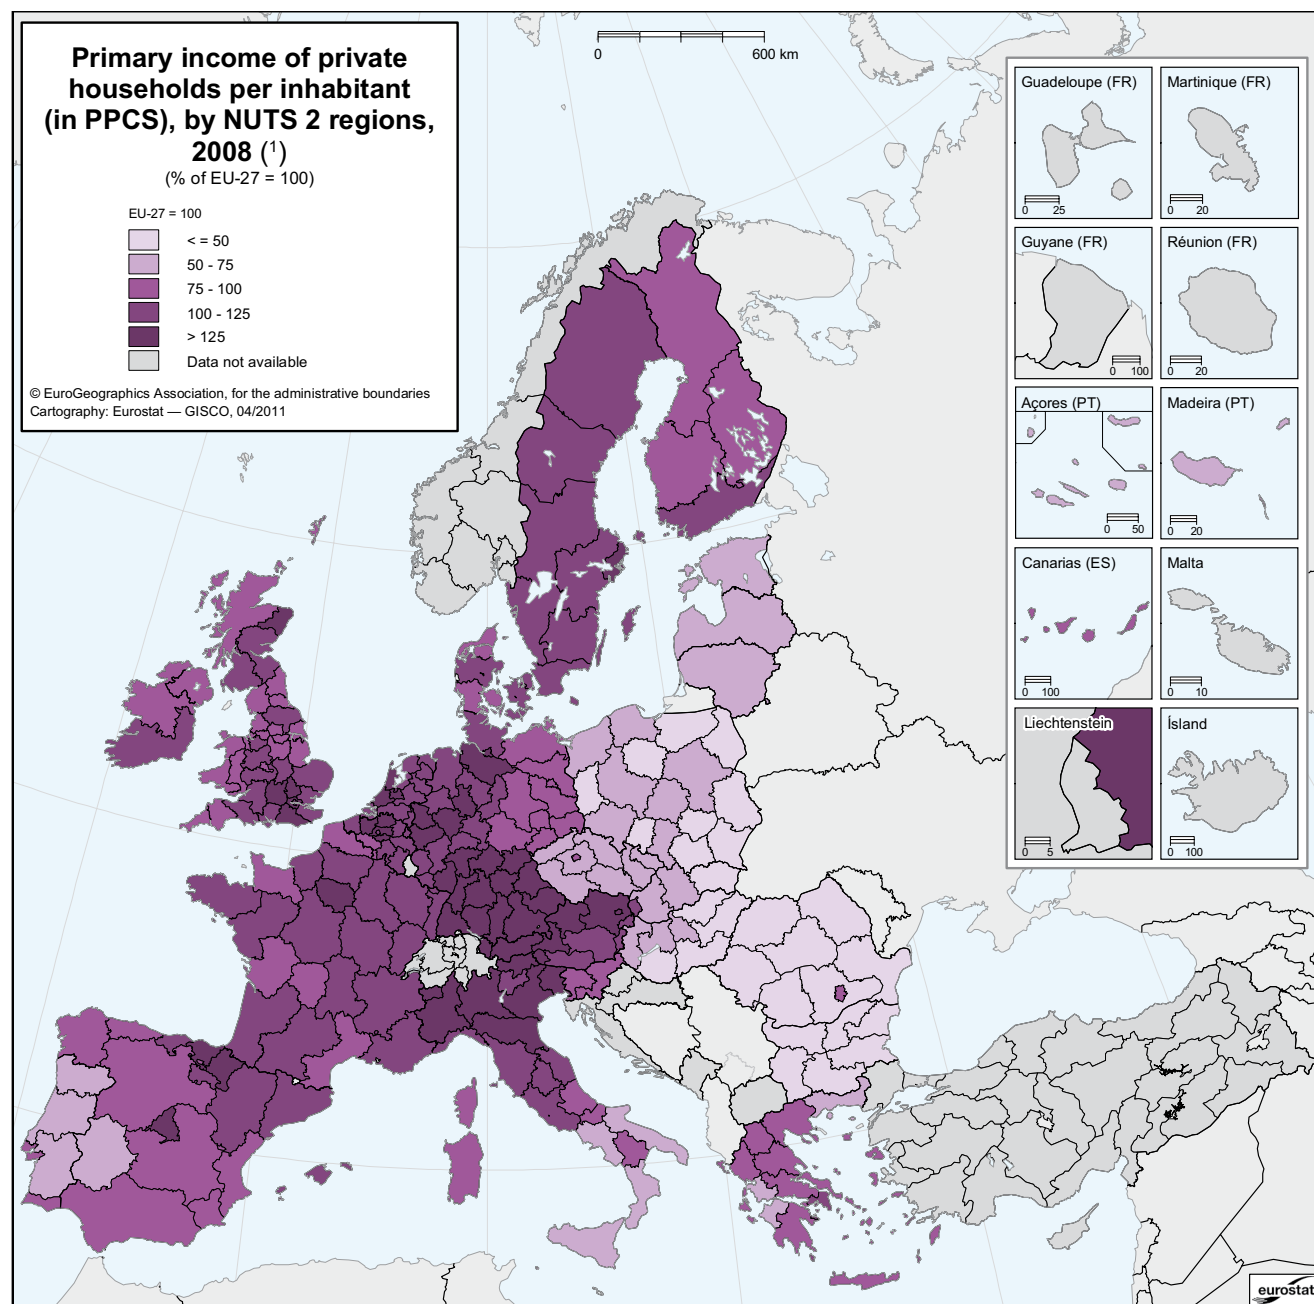 Primary income of private
households per inhabitant
(in PPCS), by NUTS 2 regions,
2008 (¹)
(% of EU-27 = 100)
EU-27 = 100
< = 50
50 - 75
75 - 100
100 - 125
> 125
Data not available
© EuroGeographics Association, for the administrative boundaries
Cartography: Eurostat — GISCO, 04/2011
0 600 km
Guadeloupe (FR)
0 25
Martinique (FR)
0 20
Guyane (FR)
0 100
Réunion (FR)
0 20
Açores (PT)
0 50
Madeira (PT)
0 20
Canarias (ES)
0 100
Malta
0 10
Liechtenstein
0 5
Ísland
0 100
eurostat